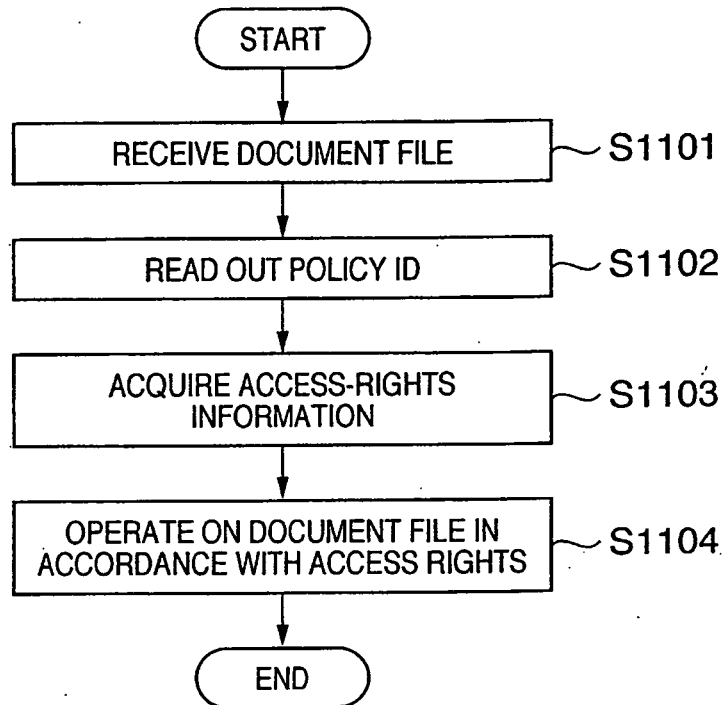 START
RECEIVE DOCUMENT FILE
S1101
READ OUT POLICY ID
S1102
ACQUIRE ACCESS-RIGHTS
INFORMATION
S1103
OPERATE ON DOCUMENT FILE IN
ACCORDANCE WITH ACCESS RIGHTS
S1104
END